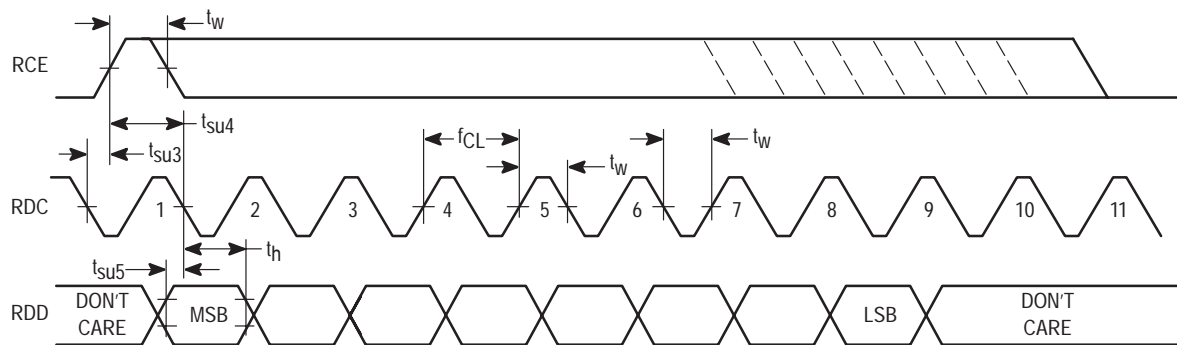 tw
RCE
tsu4
tsu3
fCL
tw
tw
RDC
1 2 3 4 5 6 7 8 9 10 11
th
tsu5
RDD
DON'T
CARE
MSB
LSB
DON'T
CARE